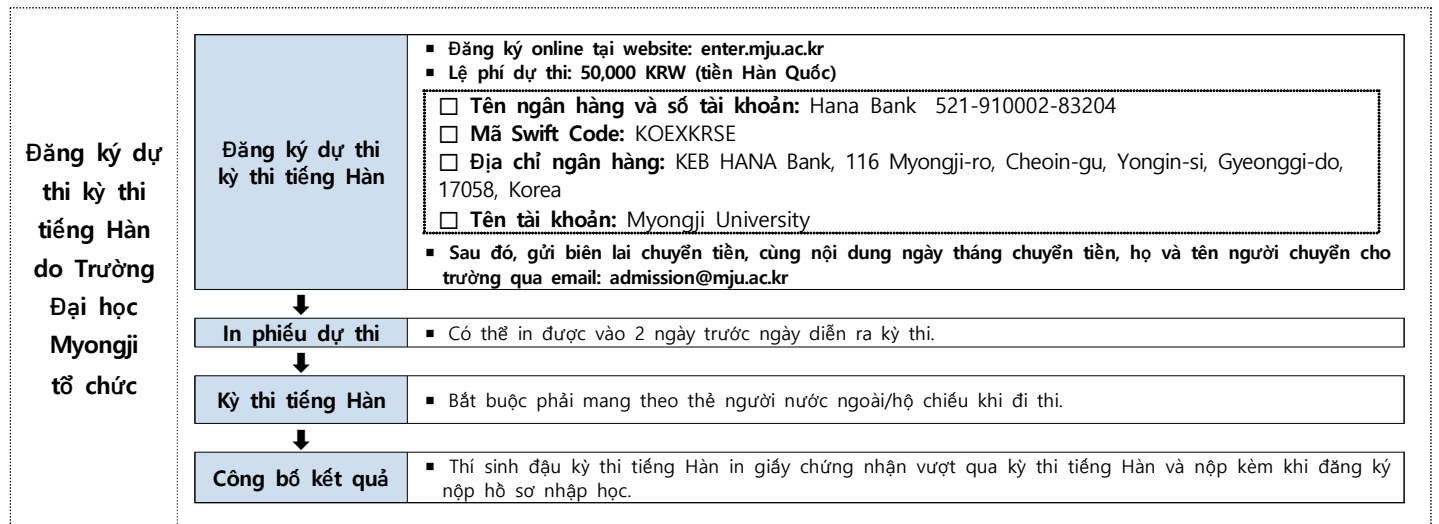 Đăng ký dự
thi kỳ thi
tiếng Hàn
do Trường
Đại học
Myongji
tổ chức
Đăng ký dự thi
kỳ thi tiếng Hàn
▪ Đăng ký online tại website: enter.mju.ac.kr
▪ Lệ phí dự thi: 50,000 KRW (tiền Hàn Quốc)
□ Tên ngân hàng và số tài khoản: Hana Bank 521-910002-83204
□ Mã Swift Code: KOEXKRSE
□ Địa chỉ ngân hàng: KEB HANA Bank, 116 Myongji-ro, Cheoin-gu, Yongin-si, Gyeonggi-do,
17058, Korea
□ Tên tài khoản: Myongji University
▪ Sau đó, gửi biên lai chuyển tiền, cùng nội dung ngày tháng chuyển tiền, họ và tên người chuyển cho
trường qua email: admission@mju.ac.kr
⬇
In phiếu dự thi
▪ Có thể in được vào 2 ngày trước ngày diễn ra kỳ thi.
⬇
Kỳ thi tiếng Hàn
▪ Bắt buộc phải mang theo thẻ người nước ngoài/hộ chiếu khi đi thi.
⬇
Công bố kết quả
▪ Thí sinh đậu kỳ thi tiếng Hàn in giấy chứng nhận vượt qua kỳ thi tiếng Hàn và nộp kèm khi đăng ký
nộp hồ sơ nhập học.